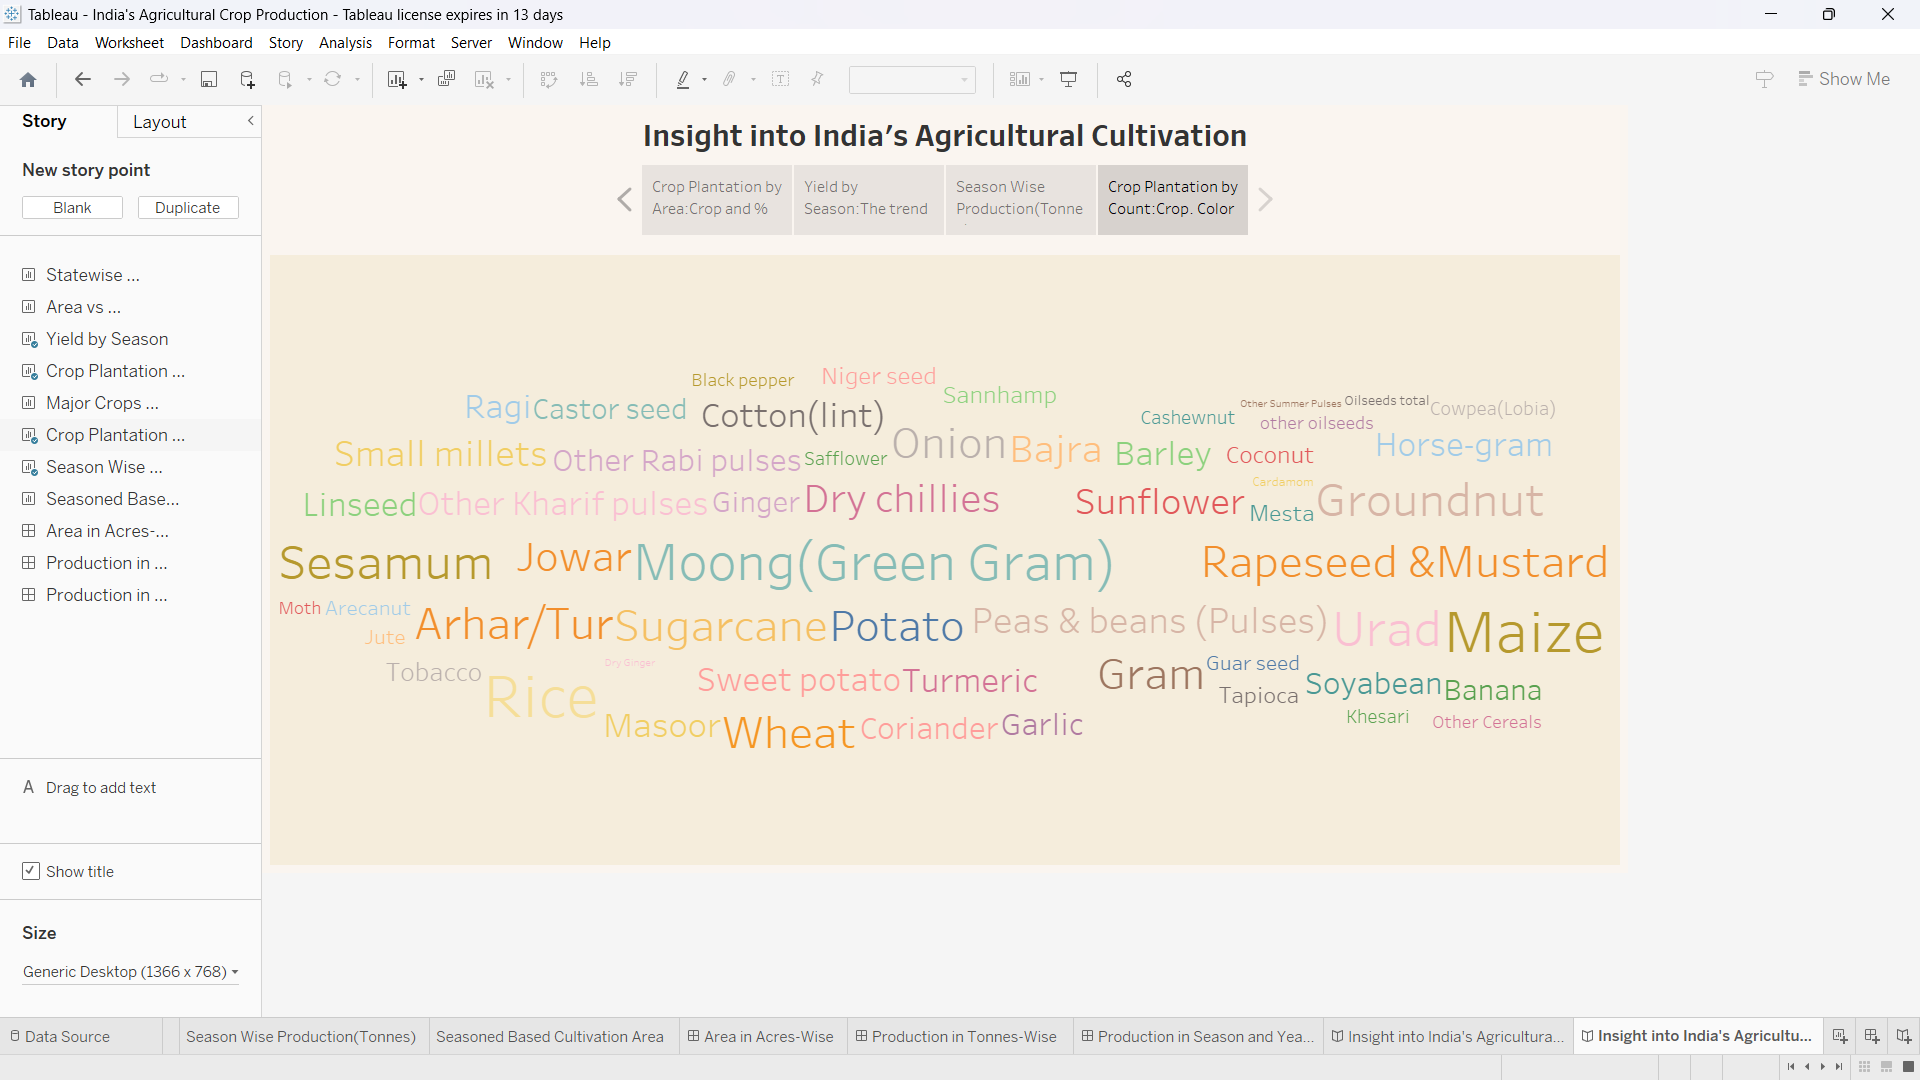 Tableau - India's Agricultural Crop Production - Tableau license expires in 13 days
File Data Worksheet Dashboard Story Analysis Format Server Window Help
Show Me
Story Layout
New story point
Blank Duplicate
Statewise ...
Area vs ...
Yield by Season
Crop Plantation ...
Major Crops ...
Crop Plantation ...
Season Wise ...
Seasoned Base...
Area in Acres-...
Production in ...
Production in ...
A Drag to add text
Show title
Size
Generic Desktop (1366 x 768)
Insight into India's Agricultural Cultivation
Crop Plantation by
Area:Crop and %
Yield by
Season:The trend
Season Wise
Production(Tonne
Crop Plantation by
Count:Crop. Color
Black pepper Niger seed
Ragi Castor seed Cotton(lint) Sannhamp Cashewnut Other Summer Pulses Oilseeds total Cowpea(Lobia)
other oilseeds
Small millets Other Rabi pulses Safflower Onion Bajra Barley Coconut Horse-gram
Cardamom
Linseed Other Kharif pulses Ginger Dry chillies Sunflower Mesta Groundnut
Sesamum Jowar Moong(Green Gram) Rapeseed &Mustard
Moth Arecanut
Jute Arhar/Tur Sugarcane Potato Peas & beans (Pulses) Urad Maize
Dry Ginger
Tobacco Rice Sweet potato Turmeric Gram Guar seed
Tapioca Soyabean Banana
Masoor Wheat Coriander Garlic Khesari Other Cereals
Data Source Season Wise Production(Tonnes) Seasoned Based Cultivation Area Area in Acres-Wise Production in Tonnes-Wise Production in Season and Yea... Insight into India's Agricultura... Insight into India's Agricultu...